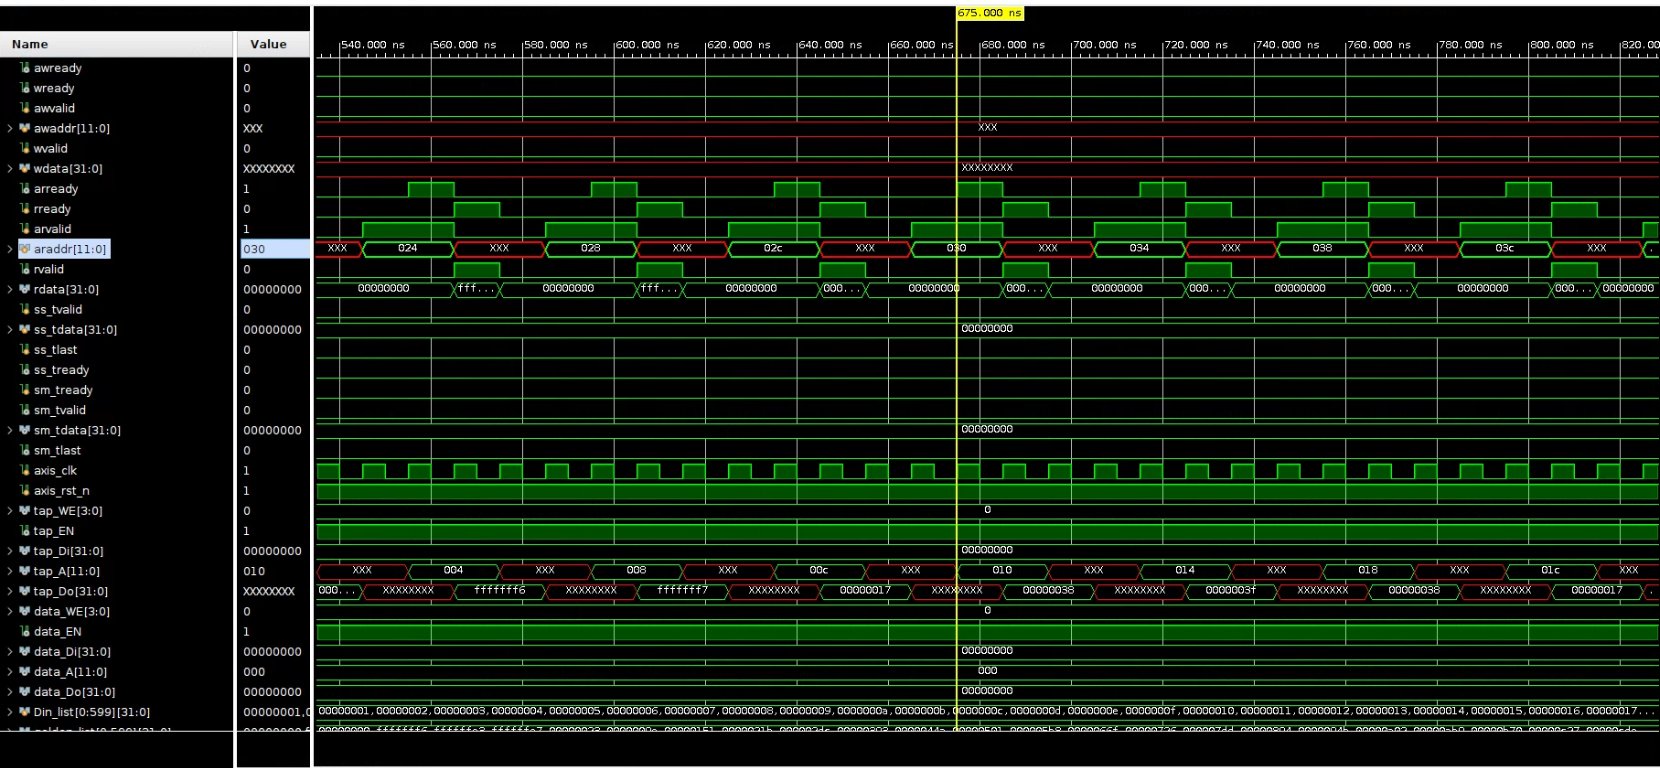 675.000 ns
Name Value 540.000 ns 560.000 ns 580.000 ns 600.000 ns 620.000 ns 640.000 ns 660.000 ns 680.000 ns 700.000 ns 720.000 ns 740.000 ns 760.000 ns 780.000 ns 800.000 ns 820.00
awready 0
wready 0
awvalid 0
awaddr[11:0] XXX XXX
wvalid 0
wdata[31:0] XXXXXXXX XXXXXXXX
arready 1
rready 0
arvalid 1
araddr[11:0] 030 XXX 024 XXX 028 XXX 02c XXX 030 XXX 034 XXX 038 XXX 03c XXX .
rvalid 0
rdata[31:0] 00000000 00000000 fff... 00000000 fff... 00000000 000... 00000000 000... 00000000 000... 00000000 000... 00000000 000... 00000000
ss_tvalid 0
ss_tdata[31:0] 00000000 00000000
ss_tlast 0
ss_tready 0
sm_tready 0
sm_tvalid 0
sm_tdata[31:0] 00000000 00000000
sm_tlast 0
axis_clk 1
axis_rst_n 1
tap_WE[3:0] 0 0
tap_EN 1
tap_Di[31:0] 00000000 00000000
tap_A[11:0] 010 XXX 004 XXX 008 XXX 00c XXX 010 XXX 014 XXX 018 XXX 01c XXX
tap_Do[31:0] XXXXXXXX 000... XXXXXXXX fffffff6 XXXXXXXX fffffff7 XXXXXXXX 00000017 XXXXXXXX 00000038 XXXXXXXX 0000003f XXXXXXXX 00000038 XXXXXXXX 00000017 .
data_WE[3:0] 0 0
data_EN 1
data_Di[31:0] 00000000 00000000
data_A[11:0] 000 000
data_Do[31:0] 00000000 00000000
Din_list[0:599][31:0] 00000001,0 00000001,00000002,00000003,00000004,00000005,00000006,00000007,00000008,00000009,0000000a,0000000b,0000000c,0000000d,0000000e,0000000f,00000010,00000011,00000012,00000013,00000014,00000015,00000016,00000017...